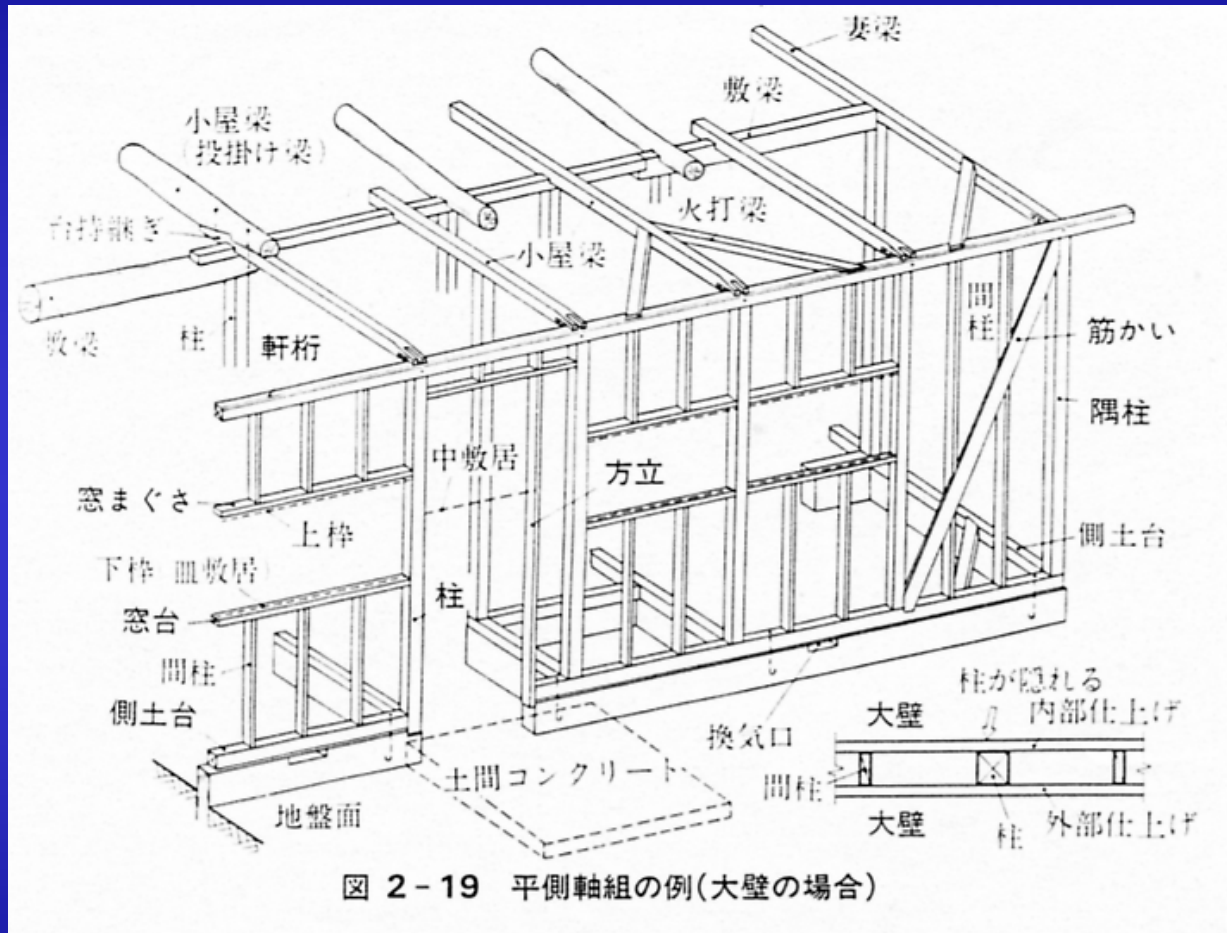 妻梁
敷梁
小屋梁
(投掛け梁)
台持継ぎ
火打梁
小屋梁
敷梁
柱
軒桁
間柱
筋かい
隅柱
中敷居
方立
窓まぐさ
上枠
側土台
下枠(皿敷居)
柱
窓台
間柱
側土台
柱が隠れる
大壁
内部仕上げ
換気口
土間コンクリート
間柱
地盤面
大壁
柱
外部仕上げ
図 2-19 平側軸組の例(大壁の場合)